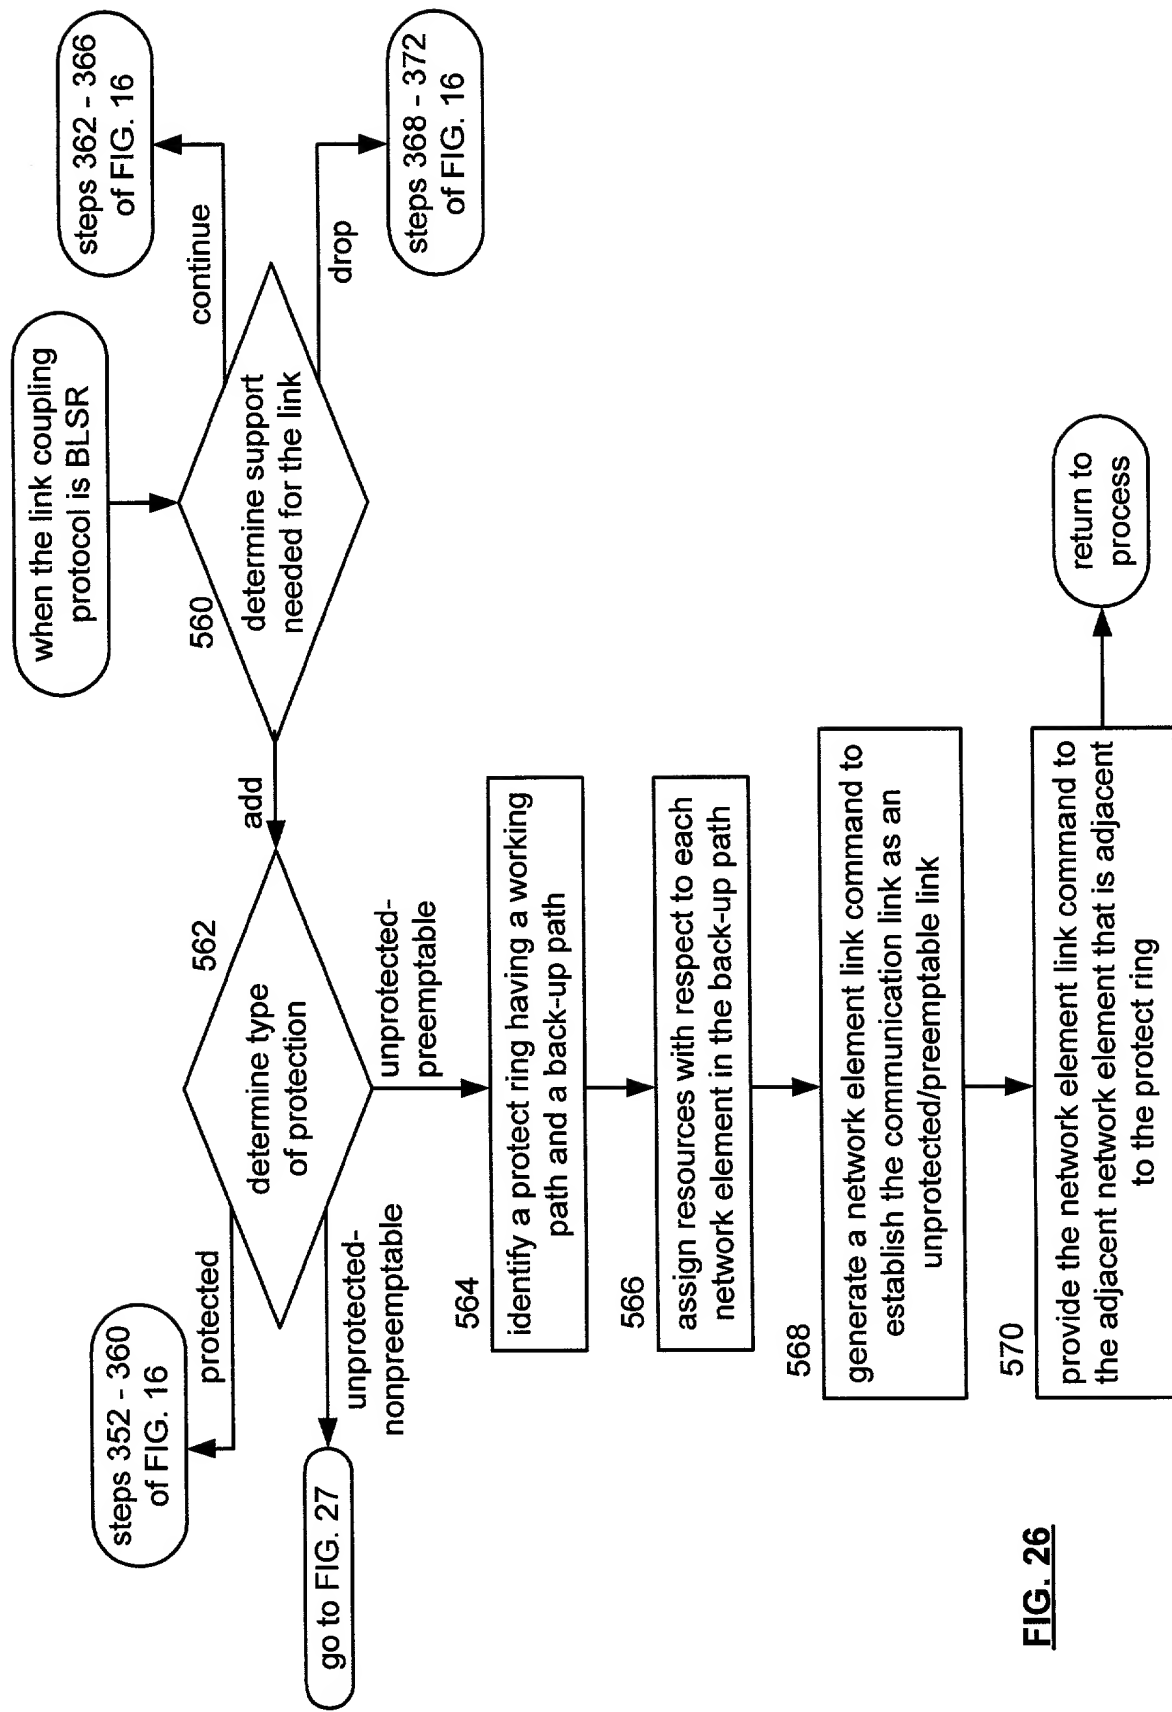 when the link coupling
protocol is BLSR
560
determine support
needed for the link
continue
steps 362 - 366
of FIG. 16
drop
steps 368 - 372
of FIG. 16
add
562
determine type
of protection
protected
steps 352 - 360
of FIG. 16
unprotected-
nonpreemptable
go to FIG. 27
unprotected-
preemptable
564
identify a protect ring having a working
path and a back-up path
566
assign resources with respect to each
network element in the back-up path
568
generate a network element link command to
establish the communication link as an
unprotected/preemptable link
570
provide the network element link command to
the adjacent network element that is adjacent
to the protect ring
return to
process
FIG. 26